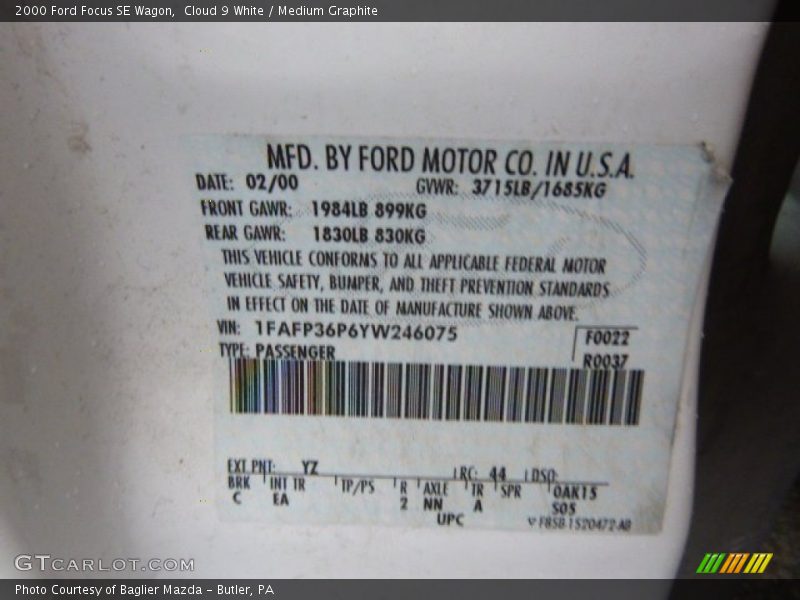 2000 Ford Focus SE Wagon,  Cloud 9 White / Medium Graphite
MFD. BY FORD MOTOR CO. IN U.S.A.
DATE: 02/00 GVWR: 3715LB/1685KG
FRONT GAWR: 1984LB 899KG
REAR GAWR: 1830LB 830KG
THIS VEHICLE CONFORMS TO ALL APPLICABLE FEDERAL MOTOR
VEHICLE SAFETY, BUMPER, AND THEFT PREVENTION STANDARDS
IN EFFECT ON THE DATE OF MANUFACTURE SHOWN ABOVE.
VIN: 1FAFP36P6YW246075 F0022
TYPE: PASSENGER R0037
EXT PNT: YZ RC: 44 DSO:
BRK INT TR TP/PS R AXLE TR SPR OAK15
C EA 2 NN A S05
UPC
GTCARLOT.COM
Photo Courtesy of Baglier Mazda – Butler, PA